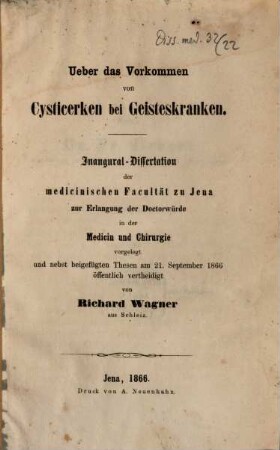 Diss. med. 32/22
Ueber das Vorkommen
von
Cysticerken bei Geisteskranken.
Inaugural-Dissertation
der
medicinischen Facultät zu Jena
zur Erlangung der Doctorwürde
in der
Medicin und Chirurgie
vorgelegt
und nebst beigefügten Thesen am 21. September 1866
öffentlich vertheidigt
von
Richard Wagner
aus Schleiz.
Jena, 1866.
Druck von A. Neuenhahn.